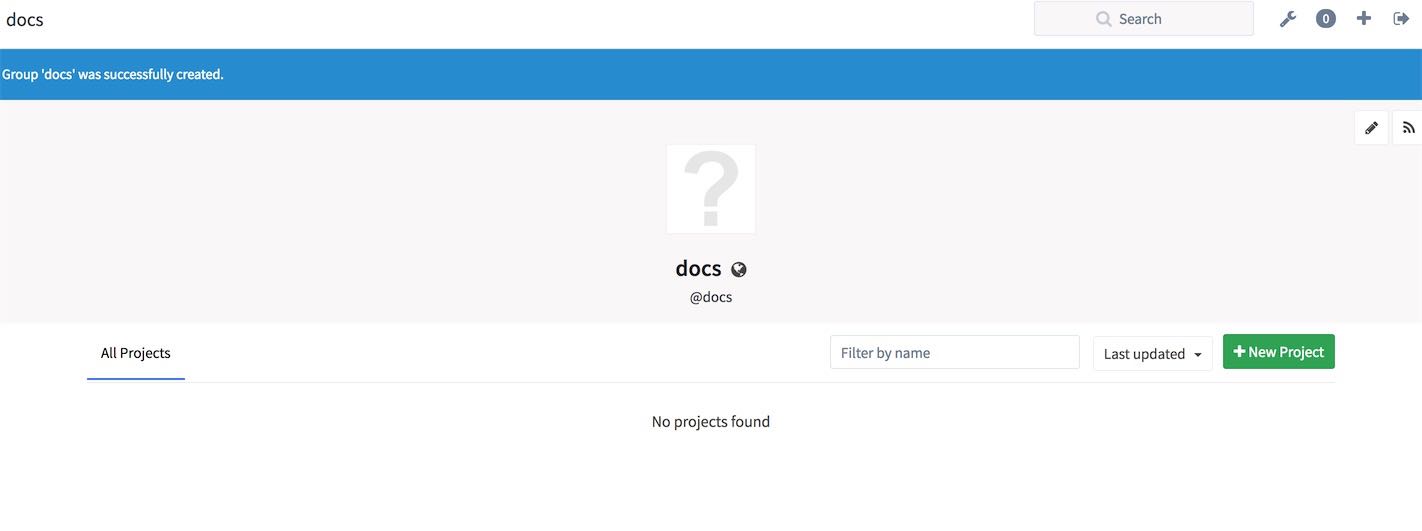 docs
Search
0
Group 'docs' was successfully created.
?
docs
@docs
All Projects
Filter by name
Last updated
New Project
No projects found